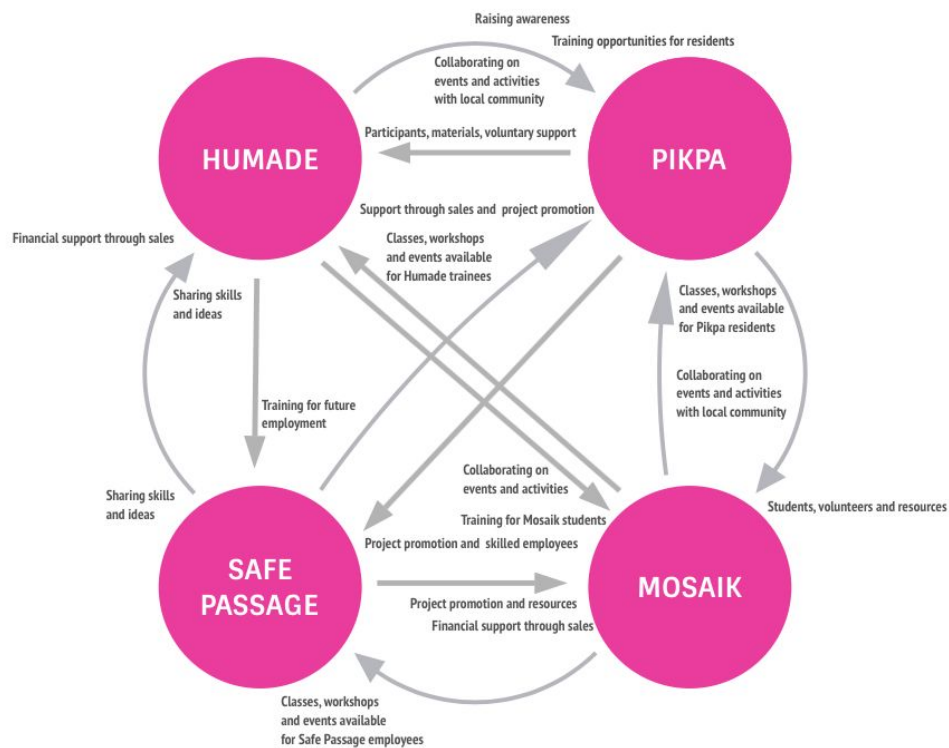 Raising awareness
Training opportunities for residents
Collaborating on
events and activities
with local community
HUMADE
PIKPA
Participants, materials, voluntary support
Support through sales and project promotion
Financial support through sales
Classes, workshops
and events available
for Humade trainees
Sharing skills
and ideas
Classes, workshops
and events available
for Pikpa residents
Collaborating on
events and activities
with local community
Training for future
employment
Collaborating on
events and activities
Sharing skills
and ideas
Students, volunteers and resources
Training for Mosaik students
Project promotion and skilled employees
SAFE
PASSAGE
MOSAIK
Project promotion and resources
Financial support through sales
Classes, workshops
and events available
for Safe Passage employees